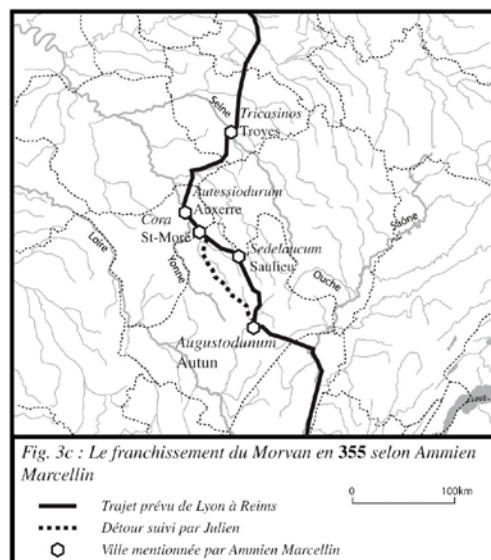 Seine
Tricasinos
Troyes
Autessiodurum
Auxerre
Cora
St-Moré
Sedelaucum
Saulieu
Saône
Loire
Yonne
Ouche
Augustodunum
Autun
Fig. 3c : Le franchissement du Morvan en 355 selon Ammien
Marcellin
0 100km
Trajet prévu de Lyon à Reims
Détour suivi par Julien
Ville mentionnée par Ammien Marcellin